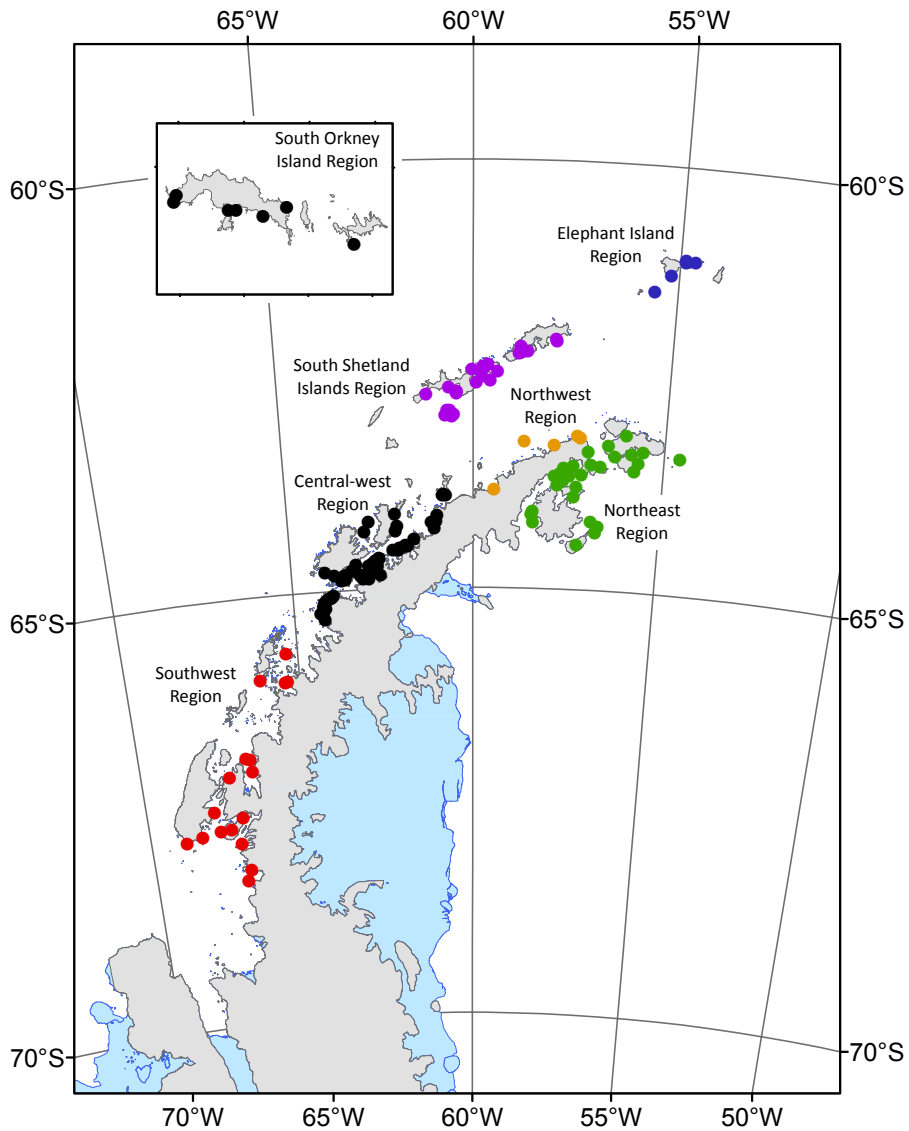 65°W 60°W 55°W
South Orkney
Island Region
60°S 60°S
Elephant Island
Region
South Shetland
Islands Region
Northwest
Region
Central-west
Region
Northeast
Region
65°S 65°S
Southwest
Region
70°S 70°S
70°W 65°W 60°W 55°W 50°W